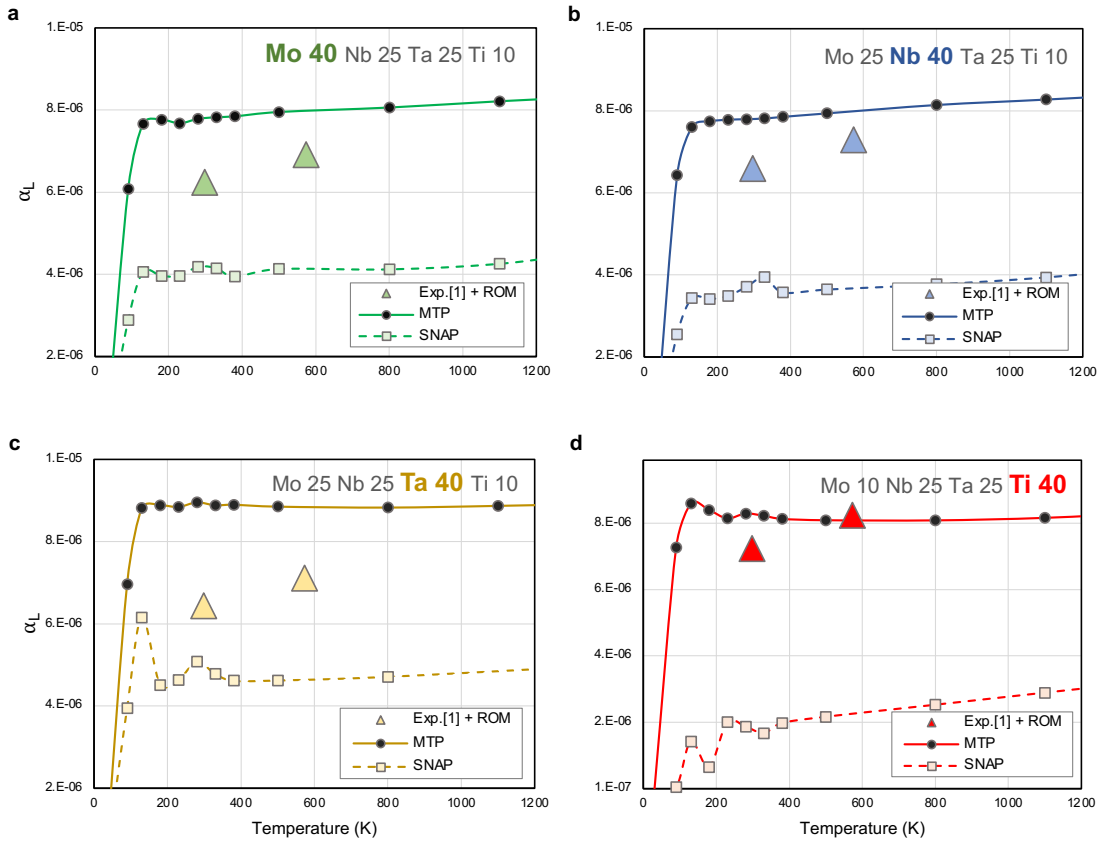 a
1.E-05
8.E-06
6.E-06
4.E-06
2.E-06
αL
Mo 40 Nb 25 Ta 25 Ti 10
Exp.[1] + ROM
MTP
SNAP
0 200 400 600 800 1000 1200
b
1.E-05
8.E-06
6.E-06
4.E-06
2.E-06
Mo 25 Nb 40 Ta 25 Ti 10
Exp.[1] + ROM
MTP
SNAP
0 200 400 600 800 1000 1200
c
1.E-05
8.E-06
6.E-06
4.E-06
2.E-06
αL
Mo 25 Nb 25 Ta 40 Ti 10
Exp.[1] + ROM
MTP
SNAP
0 200 400 600 800 1000 1200
Temperature (K)
d
8.E-06
6.E-06
4.E-06
2.E-06
1.E-07
Mo 10 Nb 25 Ta 25 Ti 40
Exp.[1] + ROM
MTP
SNAP
0 200 400 600 800 1000 1200
Temperature (K)